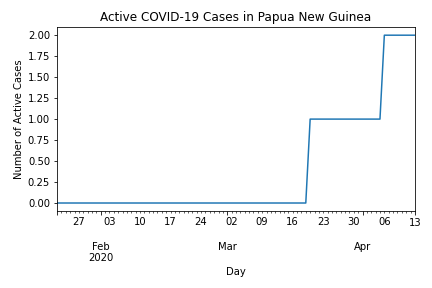 Active COVID-19 Cases in Papua New Guinea
Number of Active Cases
2.00
1.75
1.50
1.25
1.00
0.75
0.50
0.25
0.00
27 03 10 17 24 02 09 16 23 30 06 13
Feb Mar Apr
2020
Day